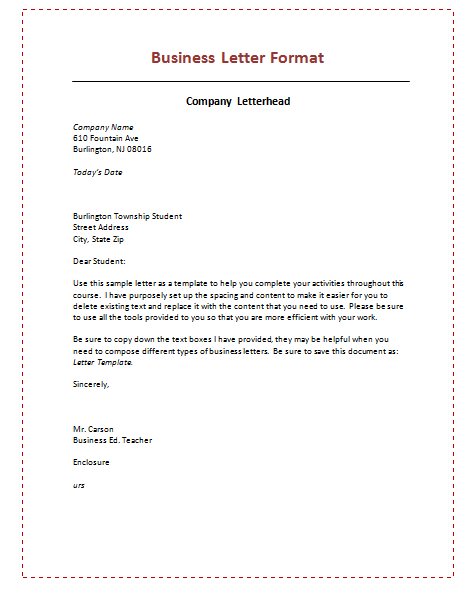 Business Letter Format
Company Letterhead
Company Name
610 Fountain Ave
Burlington, NJ 08016
Today's Date
Burlington Township Student
Street Address
City, State Zip
Dear Student:
Use this sample letter as a template to help you complete your activities throughout this
course. I have purposely set up the spacing and content to make it easier for you to
delete existing text and replace it with the content that you need to use. Please be sure
to use all the tools provided to you so that you are more efficient with your work.
Be sure to copy down the text boxes I have provided, they may be helpful when you
need to compose different types of business letters. Be sure to save this document as:
Letter Template.
Sincerely,
Mr. Carson
Business Ed. Teacher
Enclosure
urs